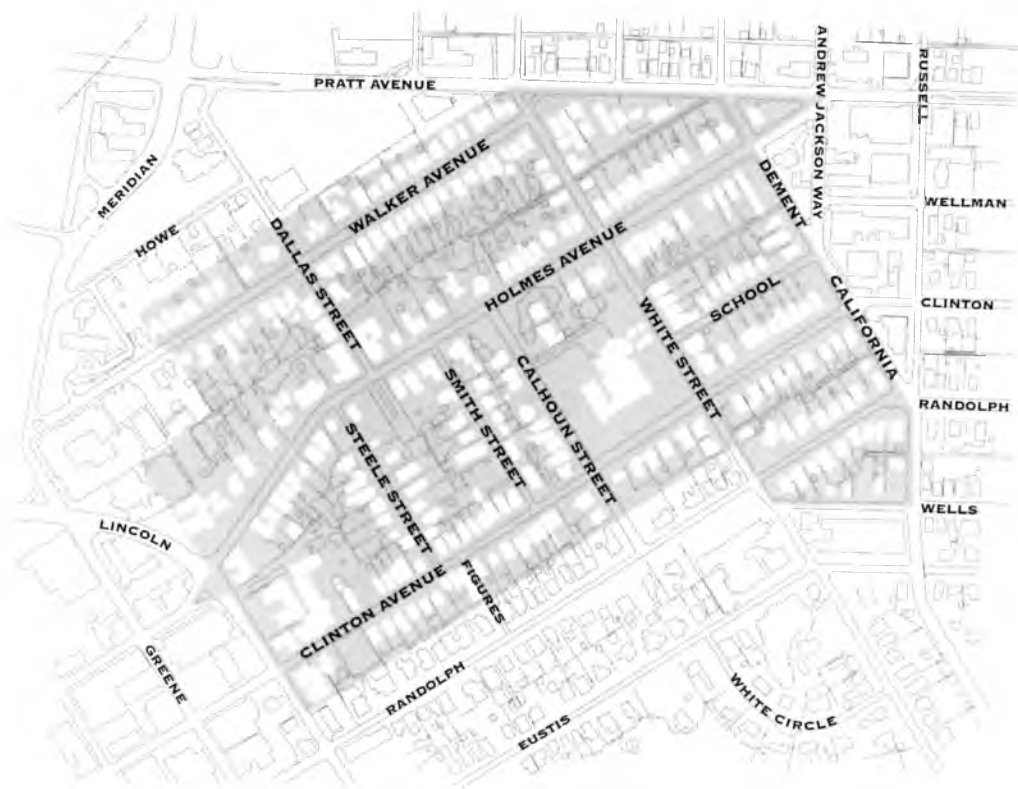 PRATT AVENUE
ANDREW JACKSON WAY
RUSSELL
MERIDIAN
WALKER AVENUE
DEMENT
WELLMAN
HOWE
DALLAS STREET
HOLMES AVENUE
SCHOOL
CALIFORNIA
CLINTON
WHITE STREET
SMITH STREET
CALHOUN STREET
RANDOLPH
STEELE STREET
WELLS
LINCOLN
CLINTON AVENUE
FIGURES
GREENE
RANDOLPH
WHITE CIRCLE
EUSTIS